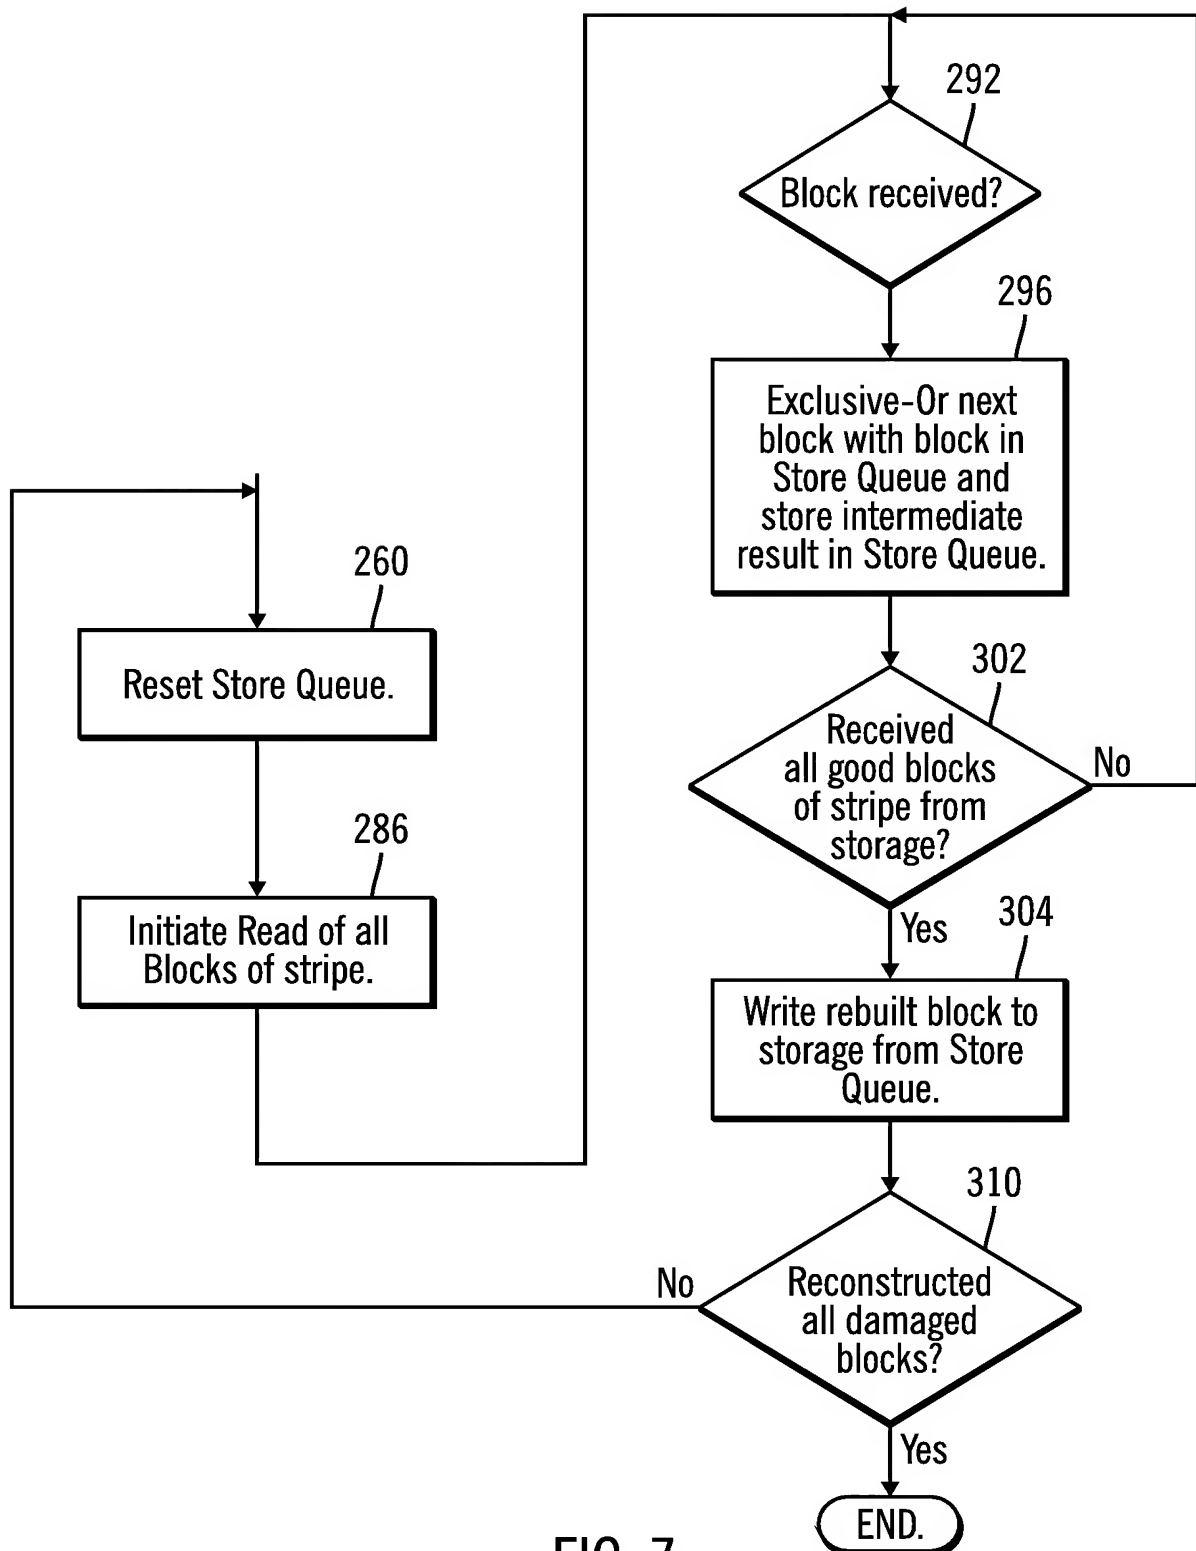 260
Reset Store Queue.
286
Initiate Read of all
Blocks of stripe.
292
Block received?
296
Exclusive-Or next
block with block in
Store Queue and
store intermediate
result in Store Queue.
302
Received
all good blocks
of stripe from
storage?
No
Yes
304
Write rebuilt block to
storage from Store
Queue.
310
Reconstructed
all damaged
blocks?
No
Yes
END.
FIG. 7